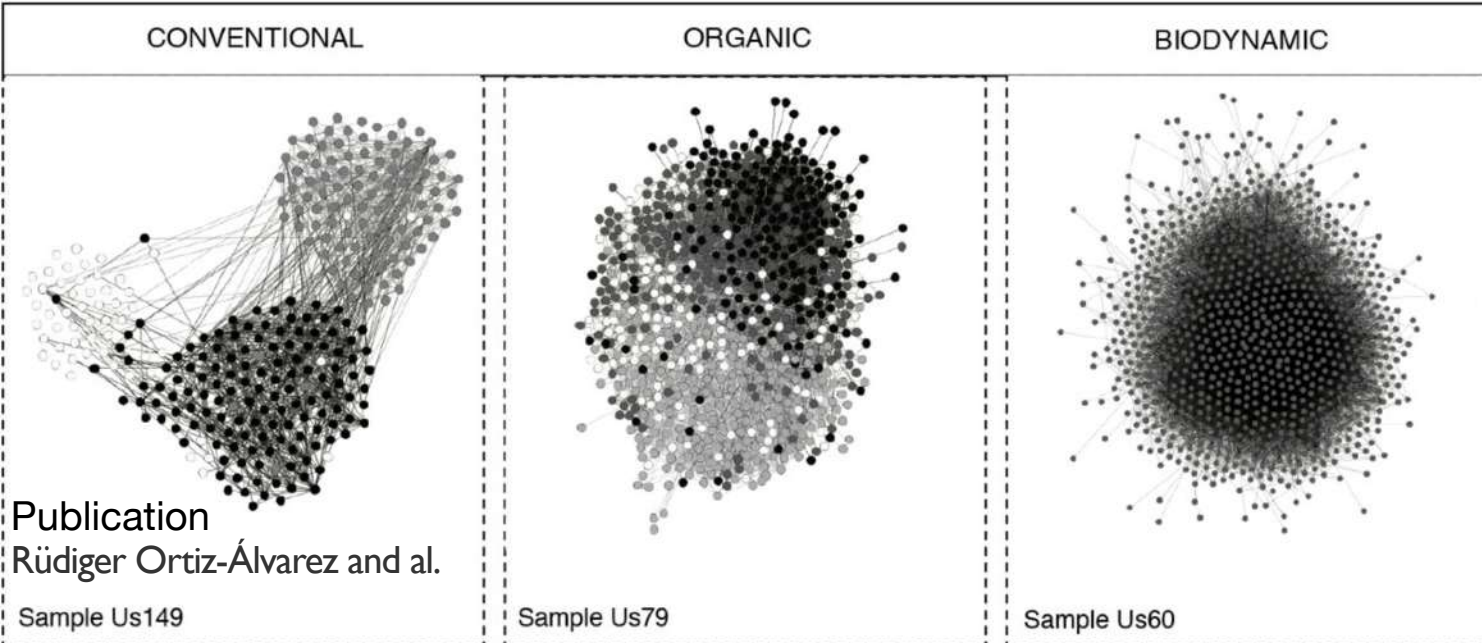 CONVENTIONAL
ORGANIC
BIODYNAMIC
Publication
Rüdiger Ortiz-Álvarez and al.
Sample Us149
Sample Us79
Sample Us60